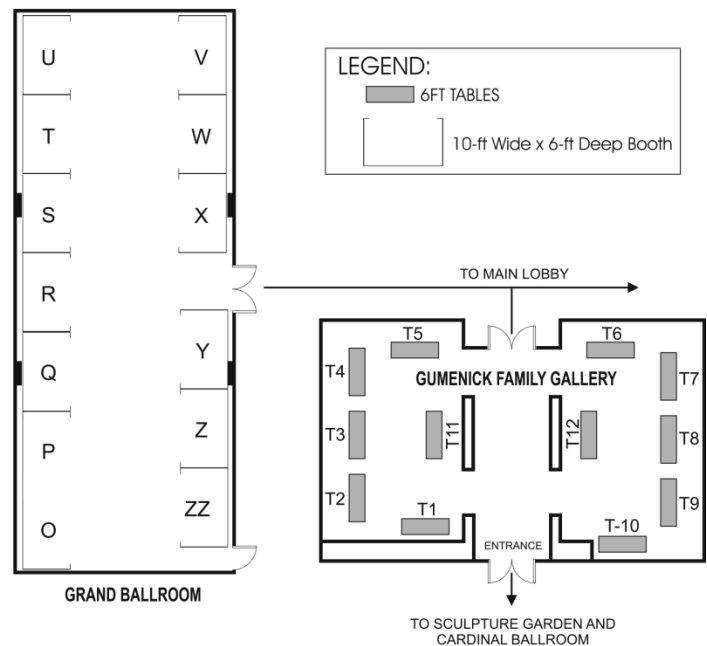 U
V
T
W
S
X
R
Q
Y
P
Z
O
ZZ
GRAND BALLROOM
LEGEND:
6FT TABLES
10-ft Wide x 6-ft Deep Booth
TO MAIN LOBBY
T5
T6
T4
GUMENICK FAMILY GALLERY
T7
T3
T11
T12
T8
T2
T1
T9
T-10
ENTRANCE
TO SCULPTURE GARDEN AND
CARDINAL BALLROOM